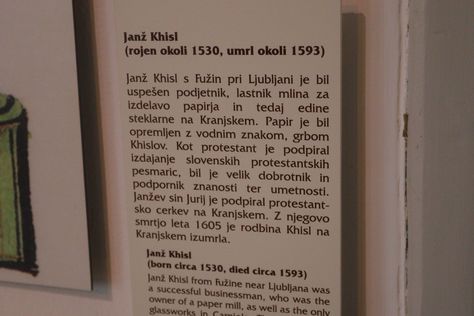 Janž Khisl
(rojen okoli 1530, umrl okoli 1593)
Janž Khisl s Fužin pri Ljubljani je bil
uspešen podjetnik, lastnik mlina za
izdelavo papirja in tedaj edine
steklarne na Kranjskem. Papir je bil
opremljen z vodnim znakom, grbom
Khislov. Kot protestant je podpiral
izdajanje slovenskih protestantskih
pesmaric, bil je velik dobrotnik in
podpornik znanosti ter umetnosti.
Janžev sin Jurij je podpiral protestant-
sko cerkev na Kranjskem. Z njegovo
smrtjo leta 1605 je rodbina Khisl na
Kranjskem izumrla.
Janž Khisl
(born circa 1530, died circa 1593)
Janž Khisl from Fužine near Ljubljana was
a successful businessman, who was the
owner of a paper mill, as well as the only
glassworks in